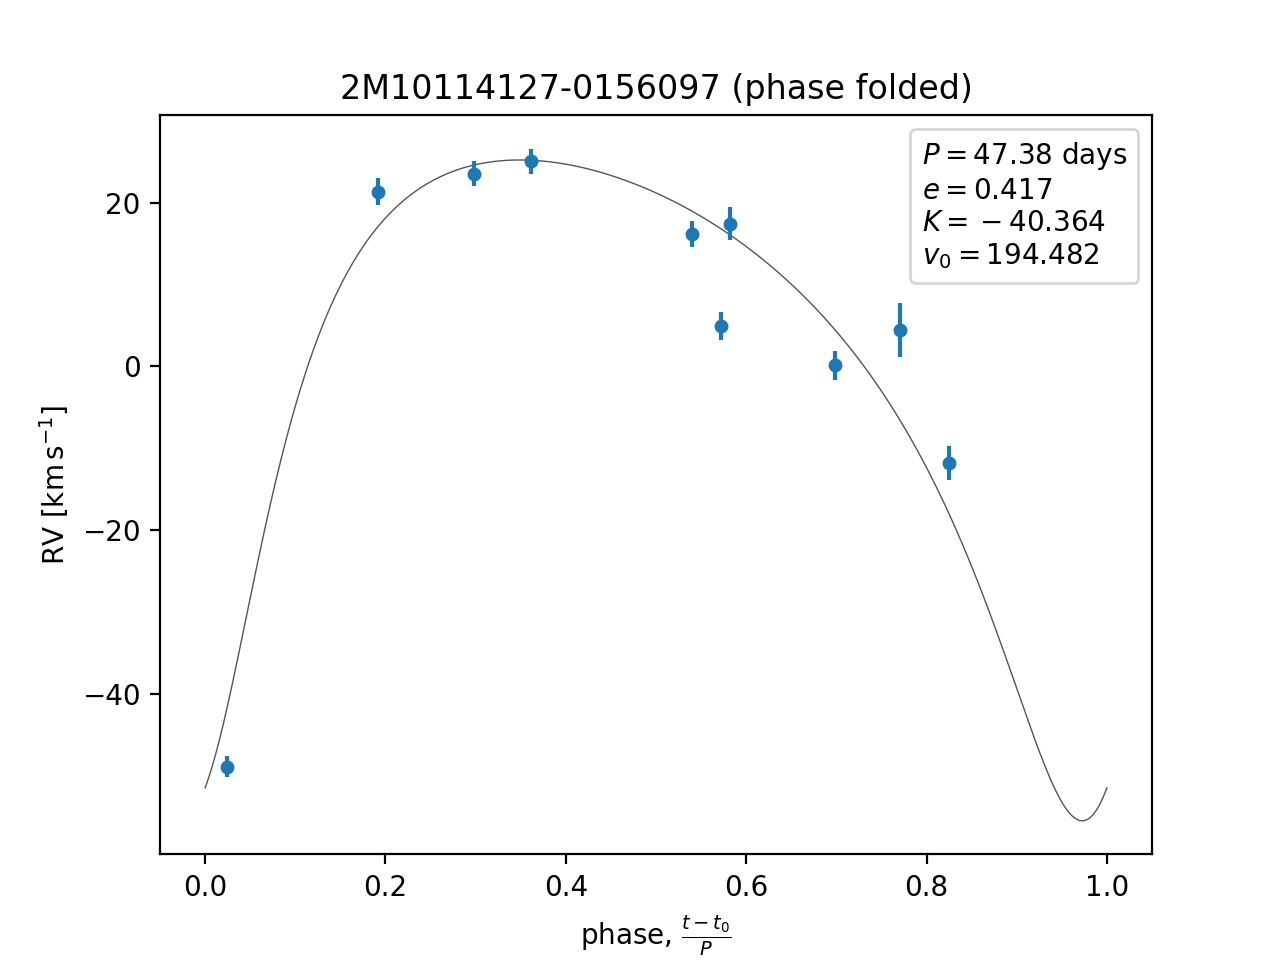 2M10114127-0156097 (phase folded)
P = 47.38 days
e = 0.417
K = −40.364
v₀ = 194.482
20
0
−20
−40
RV [km s⁻¹]
0.0 0.2 0.4 0.6 0.8 1.0
phase, (t − t₀)/P